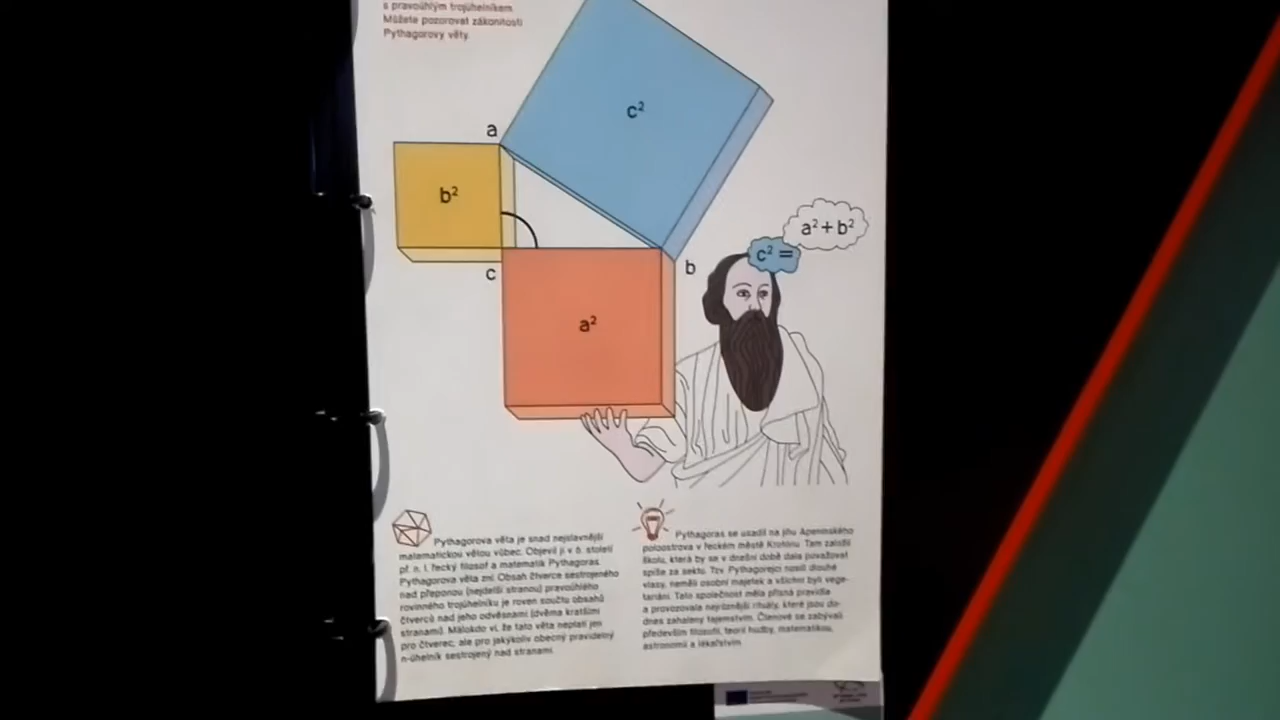 s pravoúhlým trojúhelníkem
Můžete pozorovat zákonitosti
Pythagorovy věty.
c²
a
b²
a² + b²
c² =
c
b
a²
Pythagorova věta je snad nejslavnější
matematickou větou vůbec. Objevil ji v 6. století
př. n. l. řecký filosof a matematik Pythagoras.
Pythagorova věta zní: Obsah čtverce sestrojeného
nad přeponou (nejdelší stranou) pravoúhlého
rovinného trojúhelníku je roven součtu obsahů
čtverců nad jeho odvěsnami (dvěma kratšími
stranami). Málokdo ví, že tato věta neplatí jen
pro čtverec, ale pro jakýkoliv obecný pravidelný
n-úhelník sestrojený nad stranami.
Pythagoras se usadil na jihu Apeninského
poloostrova v řeckém městě Krotónu. Tam založil
školu, která by se v dnešní době dala považovat
spíše za sektu. Tzv. Pythagorejci nosili dlouhé
vlasy, neměli osobní majetek a všichni byli vege-
tariáni. Tato společnost měla přísná pravidla
a provozovala nejrůznější rituály, které jsou do-
dnes zahaleny tajemstvím. Členové se zabývali
především filosofií, teorií hudby, matematikou,
astronomií a lékařstvím.